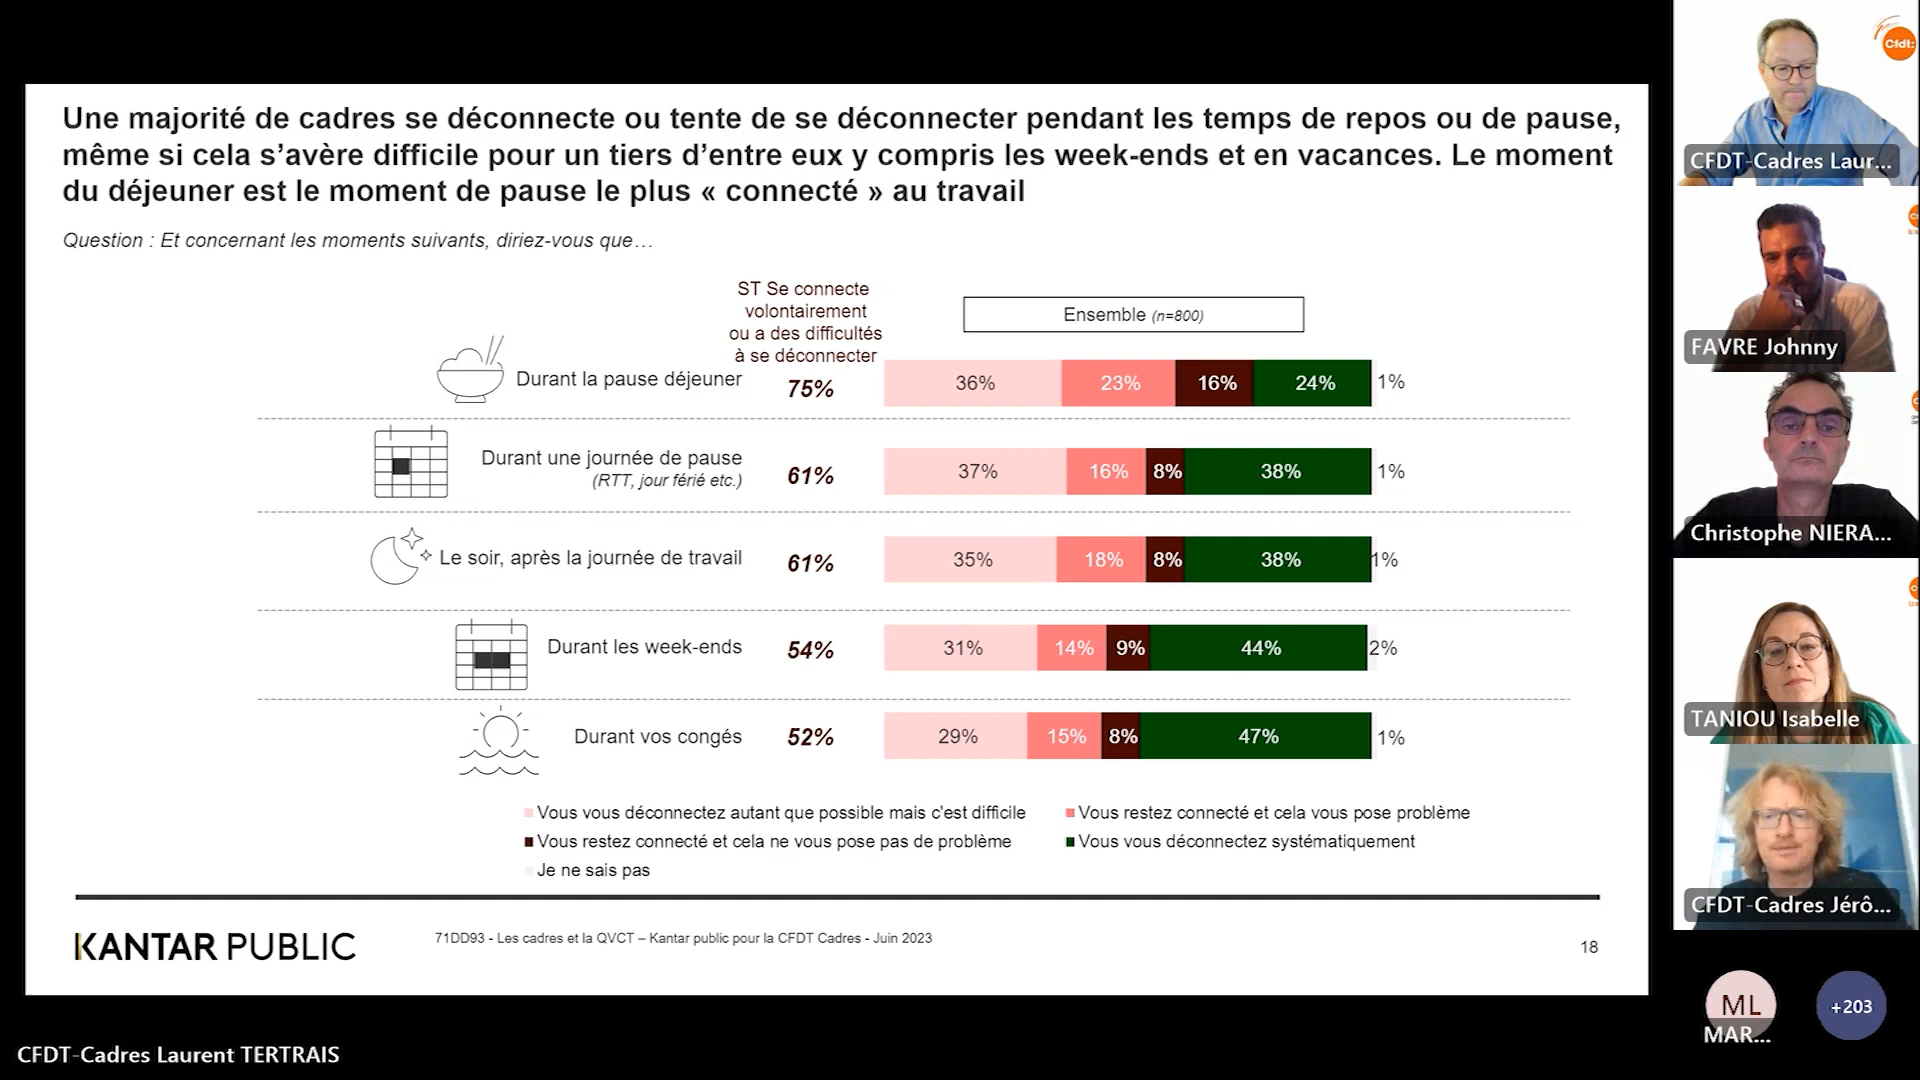 Une majorité de cadres se déconnecte ou tente de se déconnecter pendant les temps de repos ou de pause,
même si cela s’avère difficile pour un tiers d’entre eux y compris les week-ends et en vacances. Le moment
du déjeuner est le moment de pause le plus « connecté » au travail
Question : Et concernant les moments suivants, diriez-vous que…
ST Se connecte
volontairement
ou a des difficultés
à se déconnecter
Ensemble (n=800)
Durant la pause déjeuner 75% 36% 23% 16% 24% 1%
Durant une journée de pause
(RTT, jour férié etc.)
61% 37% 16% 8% 38% 1%
Le soir, après la journée de travail 61% 35% 18% 8% 38% 1%
Durant les week-ends 54% 31% 14% 9% 44% 2%
Durant vos congés 52% 29% 15% 8% 47% 1%
Vous vous déconnectez autant que possible mais c'est difficile
Vous restez connecté et cela vous pose problème
Vous restez connecté et cela ne vous pose pas de problème
Vous vous déconnectez systématiquement
Je ne sais pas
KANTAR PUBLIC
71DD93 - Les cadres et la QVCT – Kantar public pour la CFDT Cadres - Juin 2023
18
CFDT-Cadres Laurent TERTRAIS
Cfdt:
CFDT-Cadres Laur...
FAVRE Johnny
Christophe NIERA...
TANIOU Isabelle
CFDT-Cadres Jérô...
ML
MAR...
+203